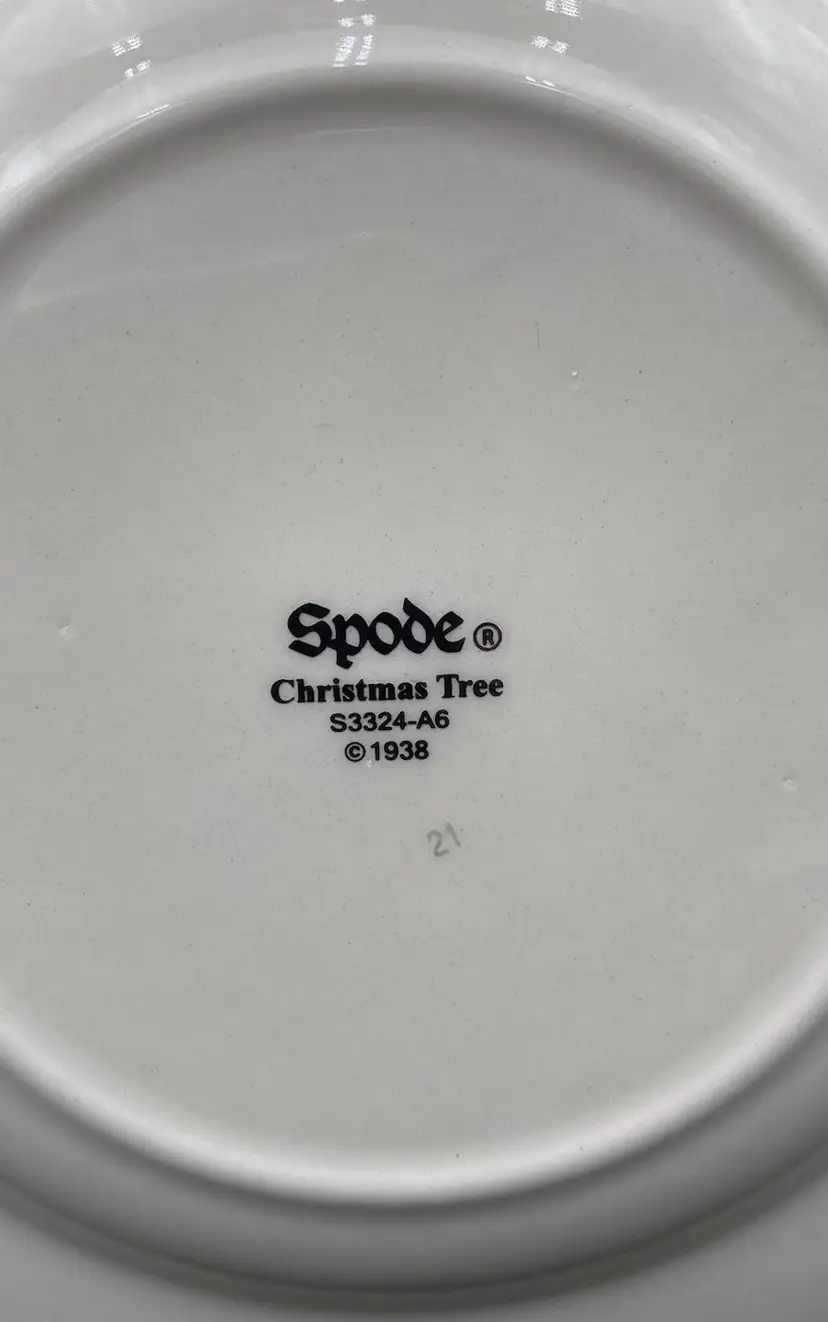 Spode ®
Christmas Tree
S3324-A6
©1938
21